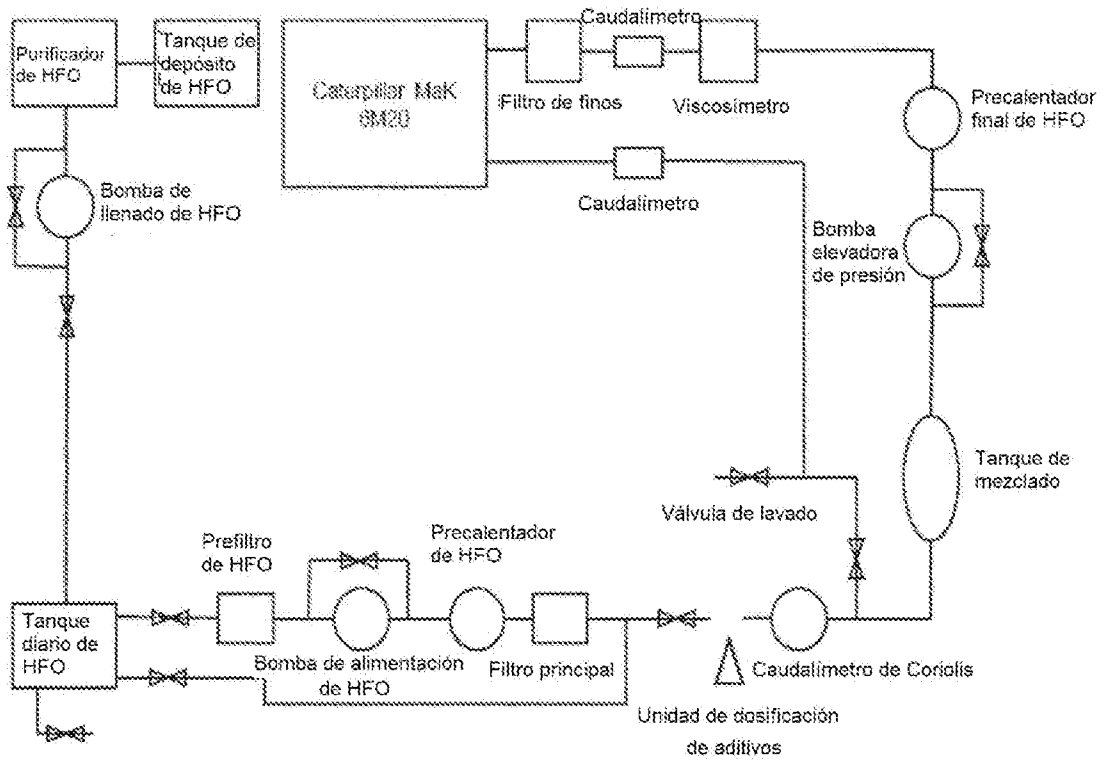 Purificador
de HFO
Tanque de
depósito
de HFO
Caterpillar MaK
6M20
Caudalímetro
Filtro de finos
Viscosímetro
Precalentador
final de HFO
Bomba de
llenado de HFO
Caudalímetro
Bomba
elevadora
de presión
Tanque de
mezclado
Válvula de lavado
Prefiltro
de HFO
Precalentador
de HFO
Tanque
diario de
HFO
Bomba de alimentación
de HFO
Filtro principal
Caudalímetro de Coriolis
Unidad de dosificación
de aditivos